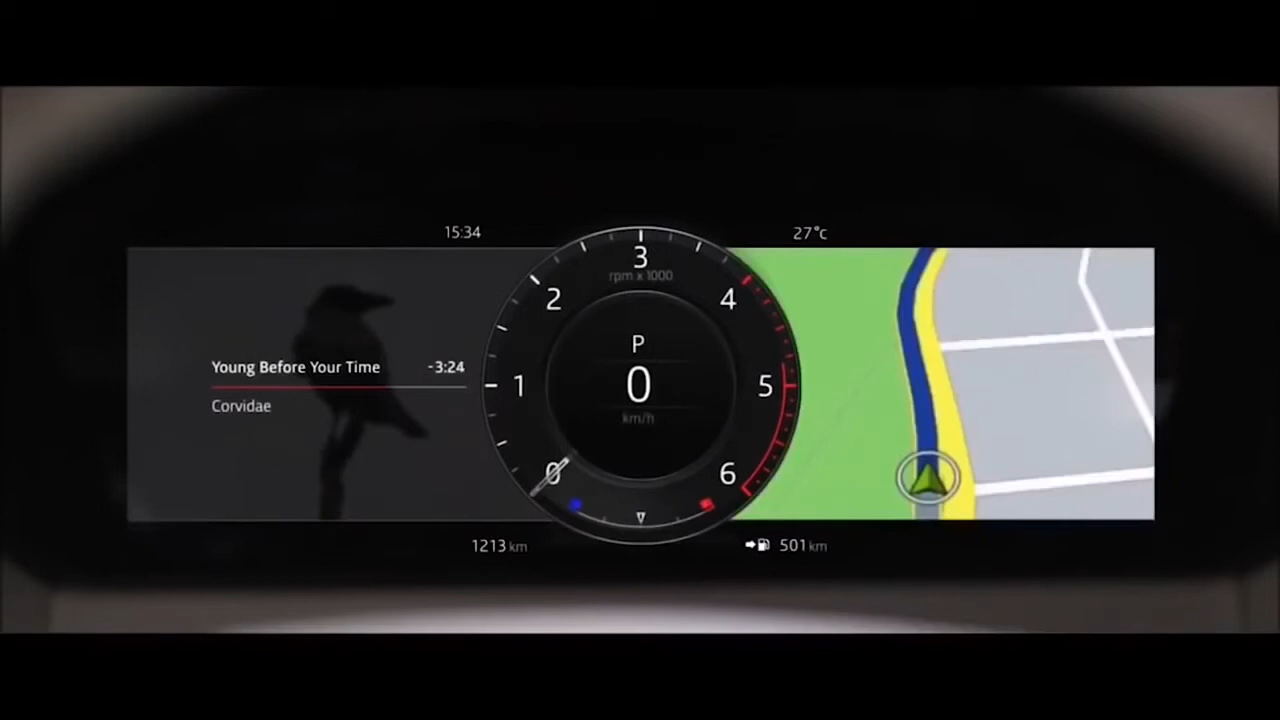 15:34
27°c
3
rpm x 1000
2
4
P
Young Before Your Time
-3:24
1
0
5
Corvidae
km/h
0
6
1213 km
501 km